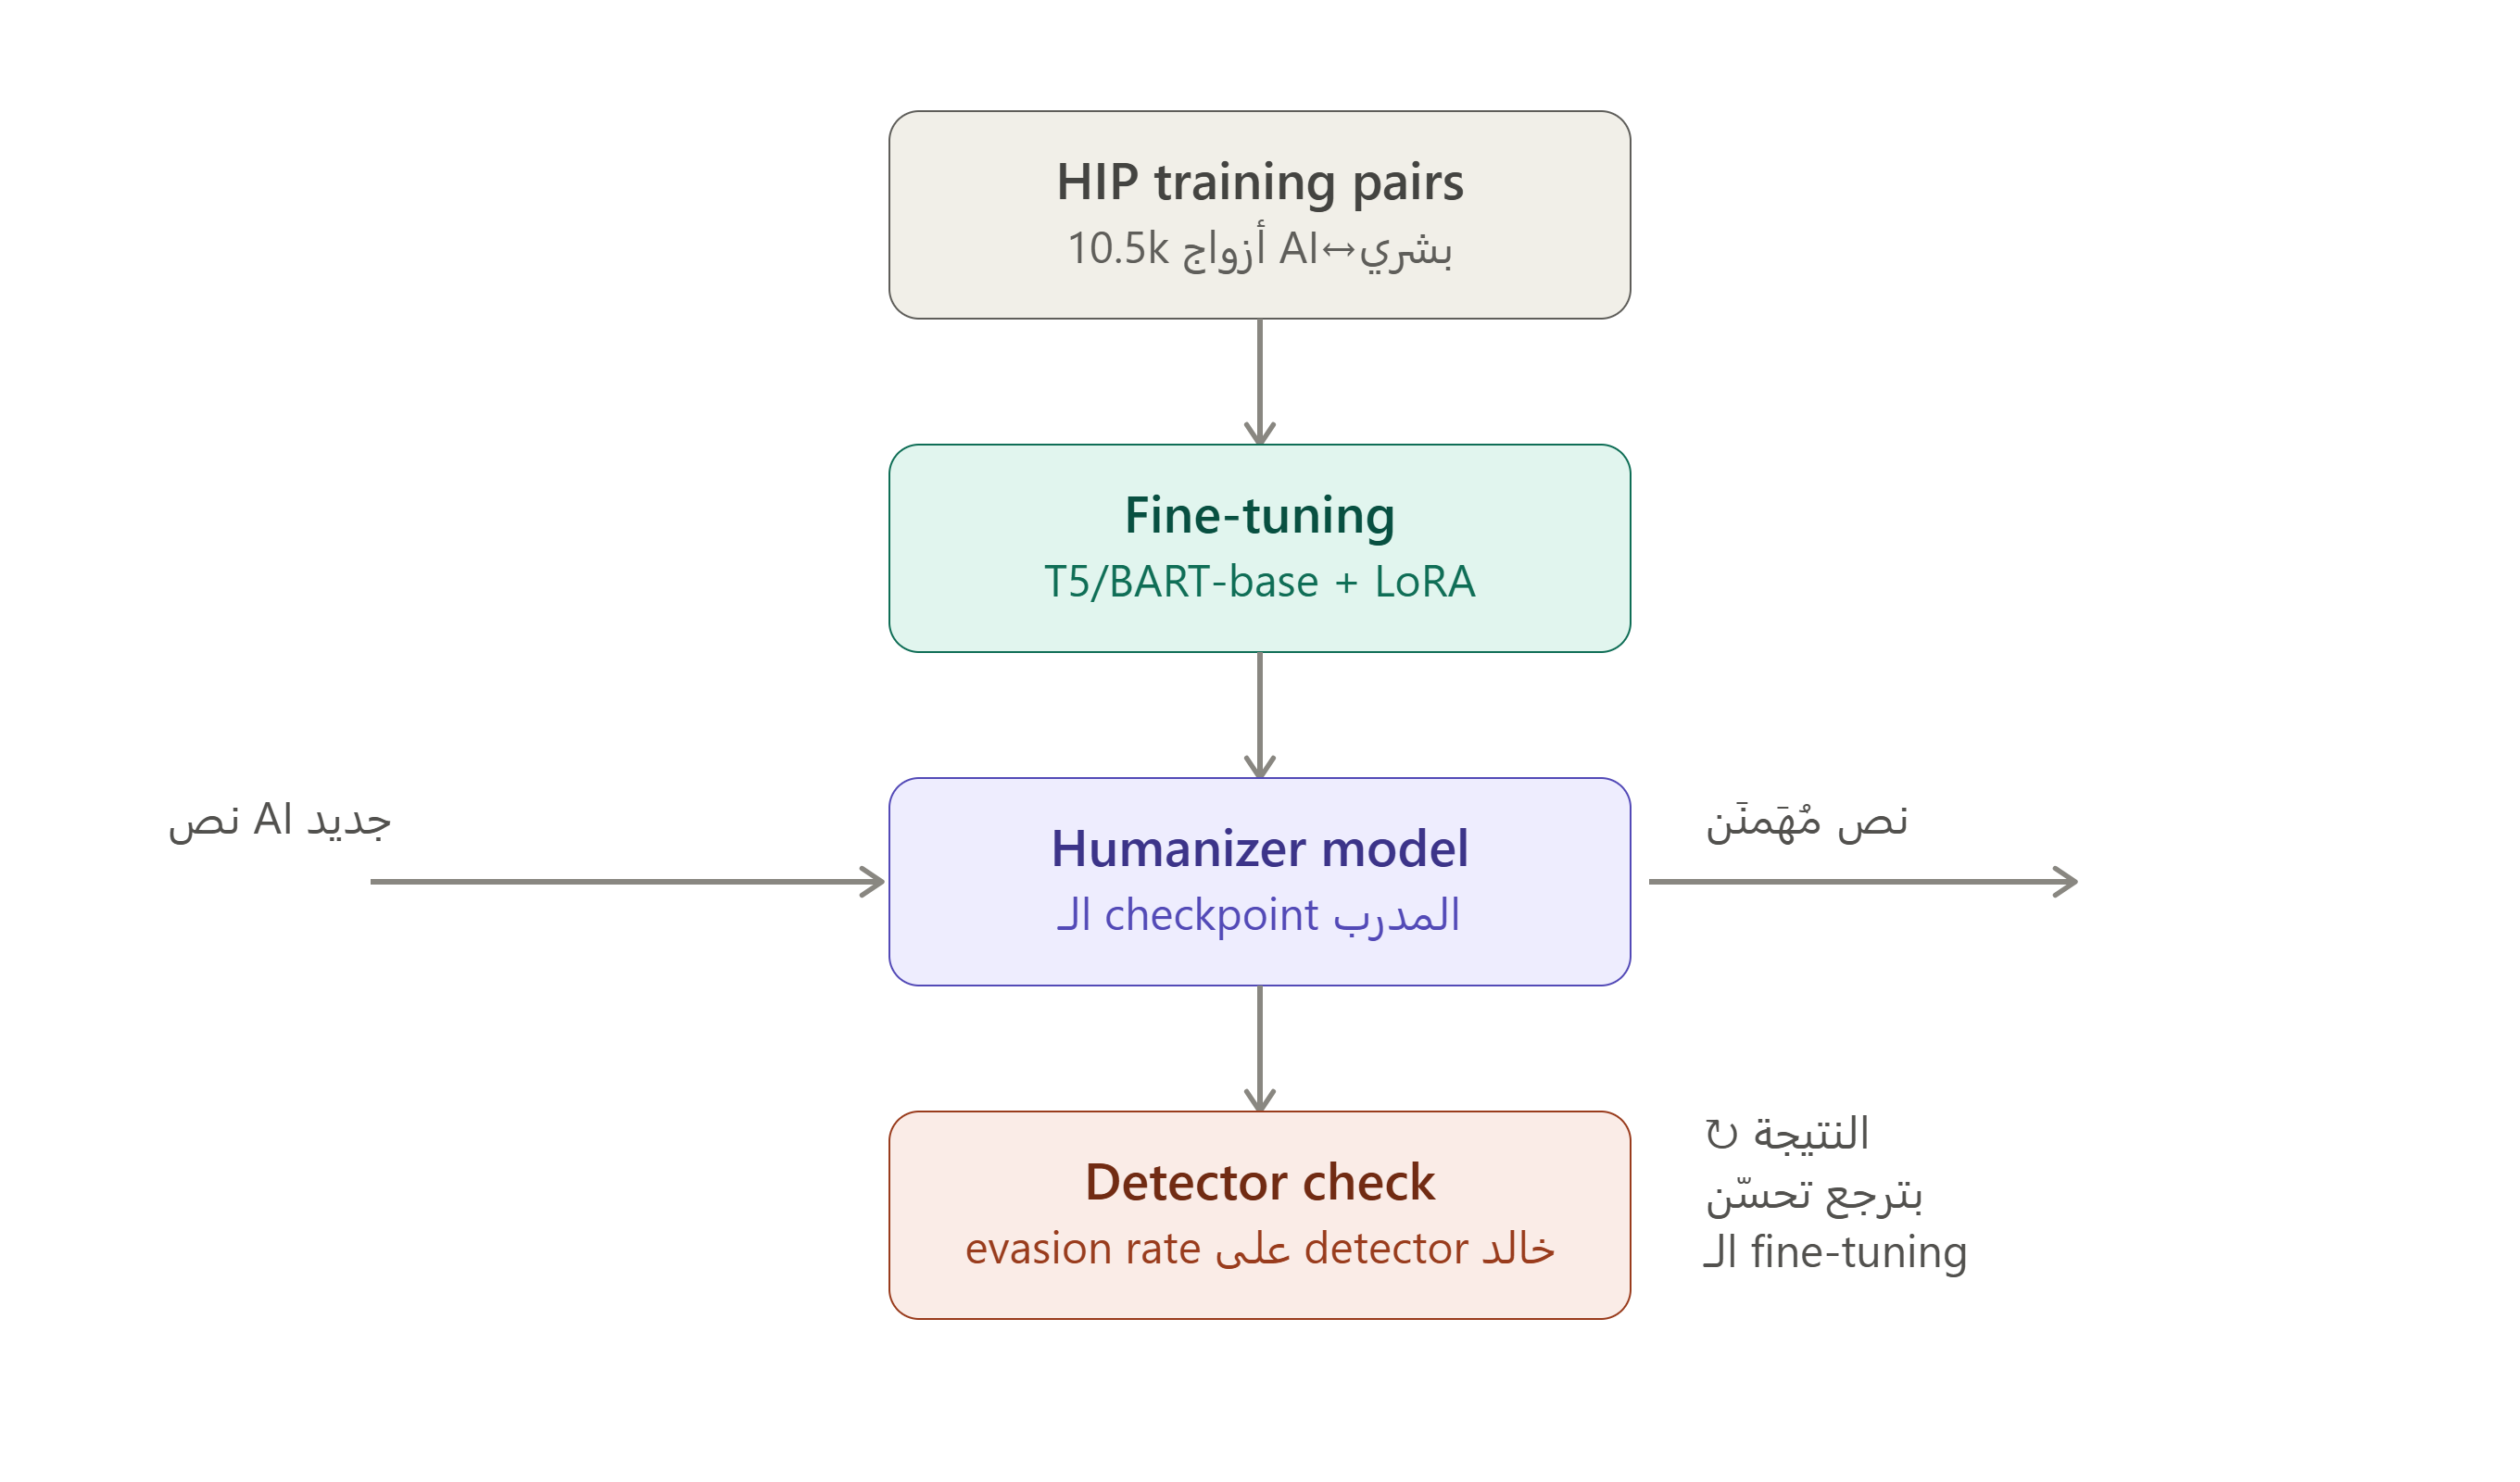 HIP training pairs
10.5k أزواج AI↔بشري
Fine-tuning
T5/BART-base + LoRA
نص AI جديد
Humanizer model
الـ checkpoint المدرب
نص مُهَمنَن
Detector check
evasion rate على detector خالد
↻ النتيجة
بترجع تحسّن
الـ fine-tuning